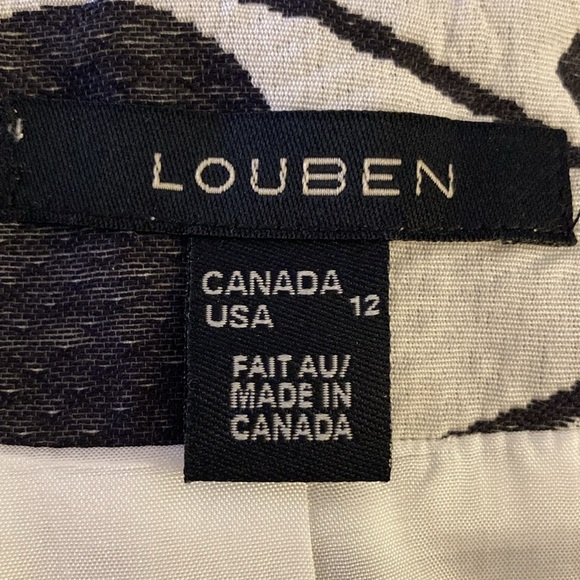 LOUBEN
CANADA
USA 12
FAIT AU/
MADE IN
CANADA